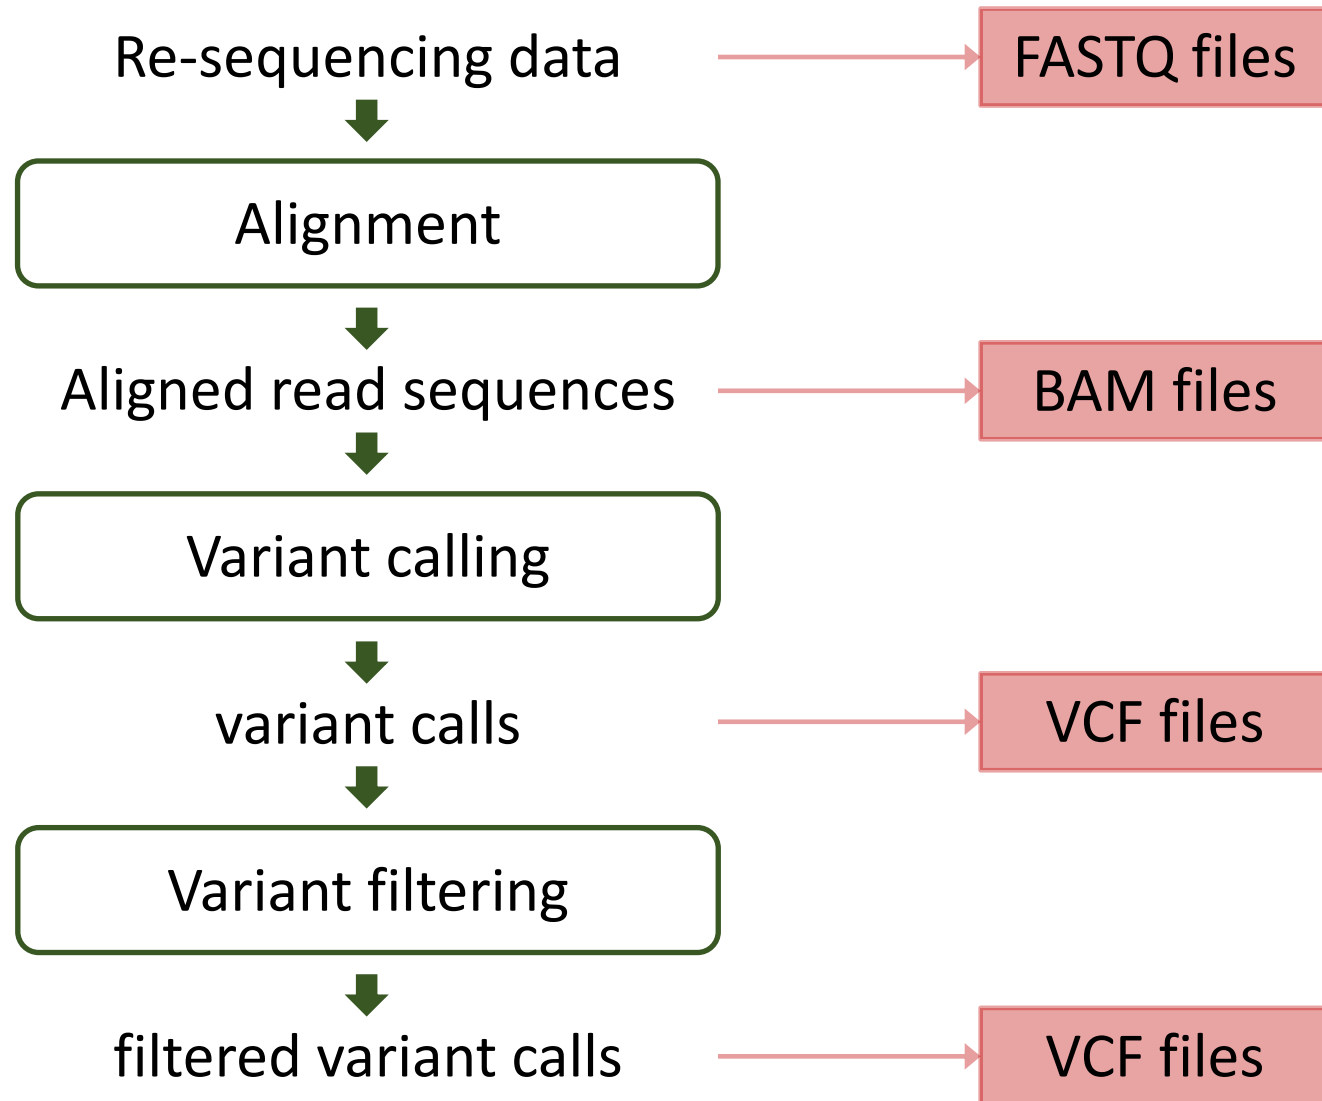 Re-sequencing data
FASTQ files
Alignment
Aligned read sequences
BAM files
Variant calling
variant calls
VCF files
Variant filtering
filtered variant calls
VCF files